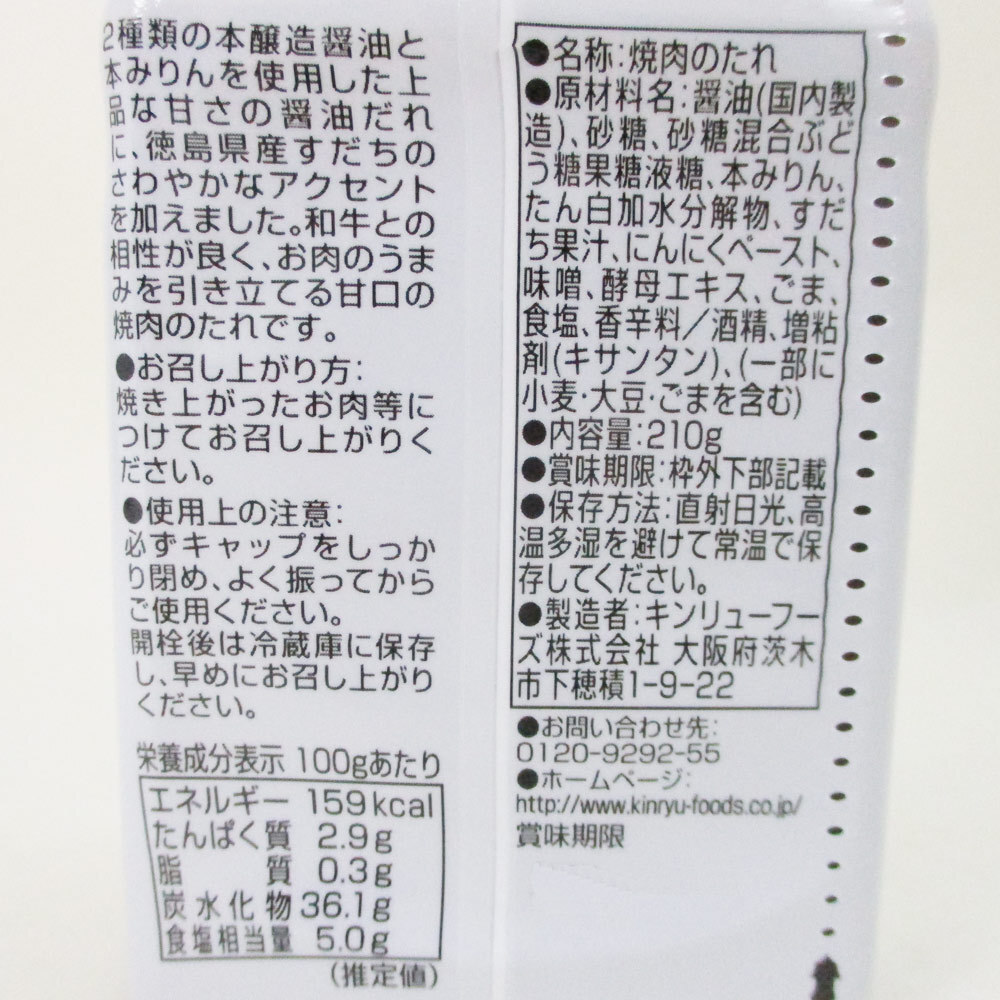 2種類の本醸造醤油と
本みりんを使用した上
品な甘さの醤油だれ
に、徳島県産すだちの
さわやかなアクセント
を加えました。和牛との
相性が良く、お肉のうま
みを引き立てる甘口の
焼肉のたれです。
●お召し上がり方:
焼き上がったお肉等に
つけてお召し上がりく
ださい。
●使用上の注意:
必ずキャップをしっか
り閉め、よく振ってから
ご使用ください。
開栓後は冷蔵庫に保存
し、早めにお召し上がり
ください。
栄養成分表示 100gあたり
エネルギー 159kcal
たんぱく質 2.9g
脂質 0.3g
炭水化物 36.1g
食塩相当量 5.0g
(推定値)
●名称:焼肉のたれ
●原材料名:醤油(国内製
造)、砂糖、砂糖混合ぶど
う糖果糖液糖、本みりん、
たん白加水分解物、すだ
ち果汁、にんにくペースト、
味噌、酵母エキス、ごま、
食塩、香辛料／酒精、増粘
剤(キサンタン)、(一部に
小麦・大豆・ごまを含む)
●内容量:210g
●賞味期限:枠外下部記載
●保存方法:直射日光、高
温多湿を避けて常温で保
存してください。
●製造者:キンリューフー
ズ株式会社 大阪府茨木
市下穂積1-9-22
●お問い合わせ先:
0120-9292-55
●ホームページ:
http://www.kinryu-foods.co.jp/
賞味期限